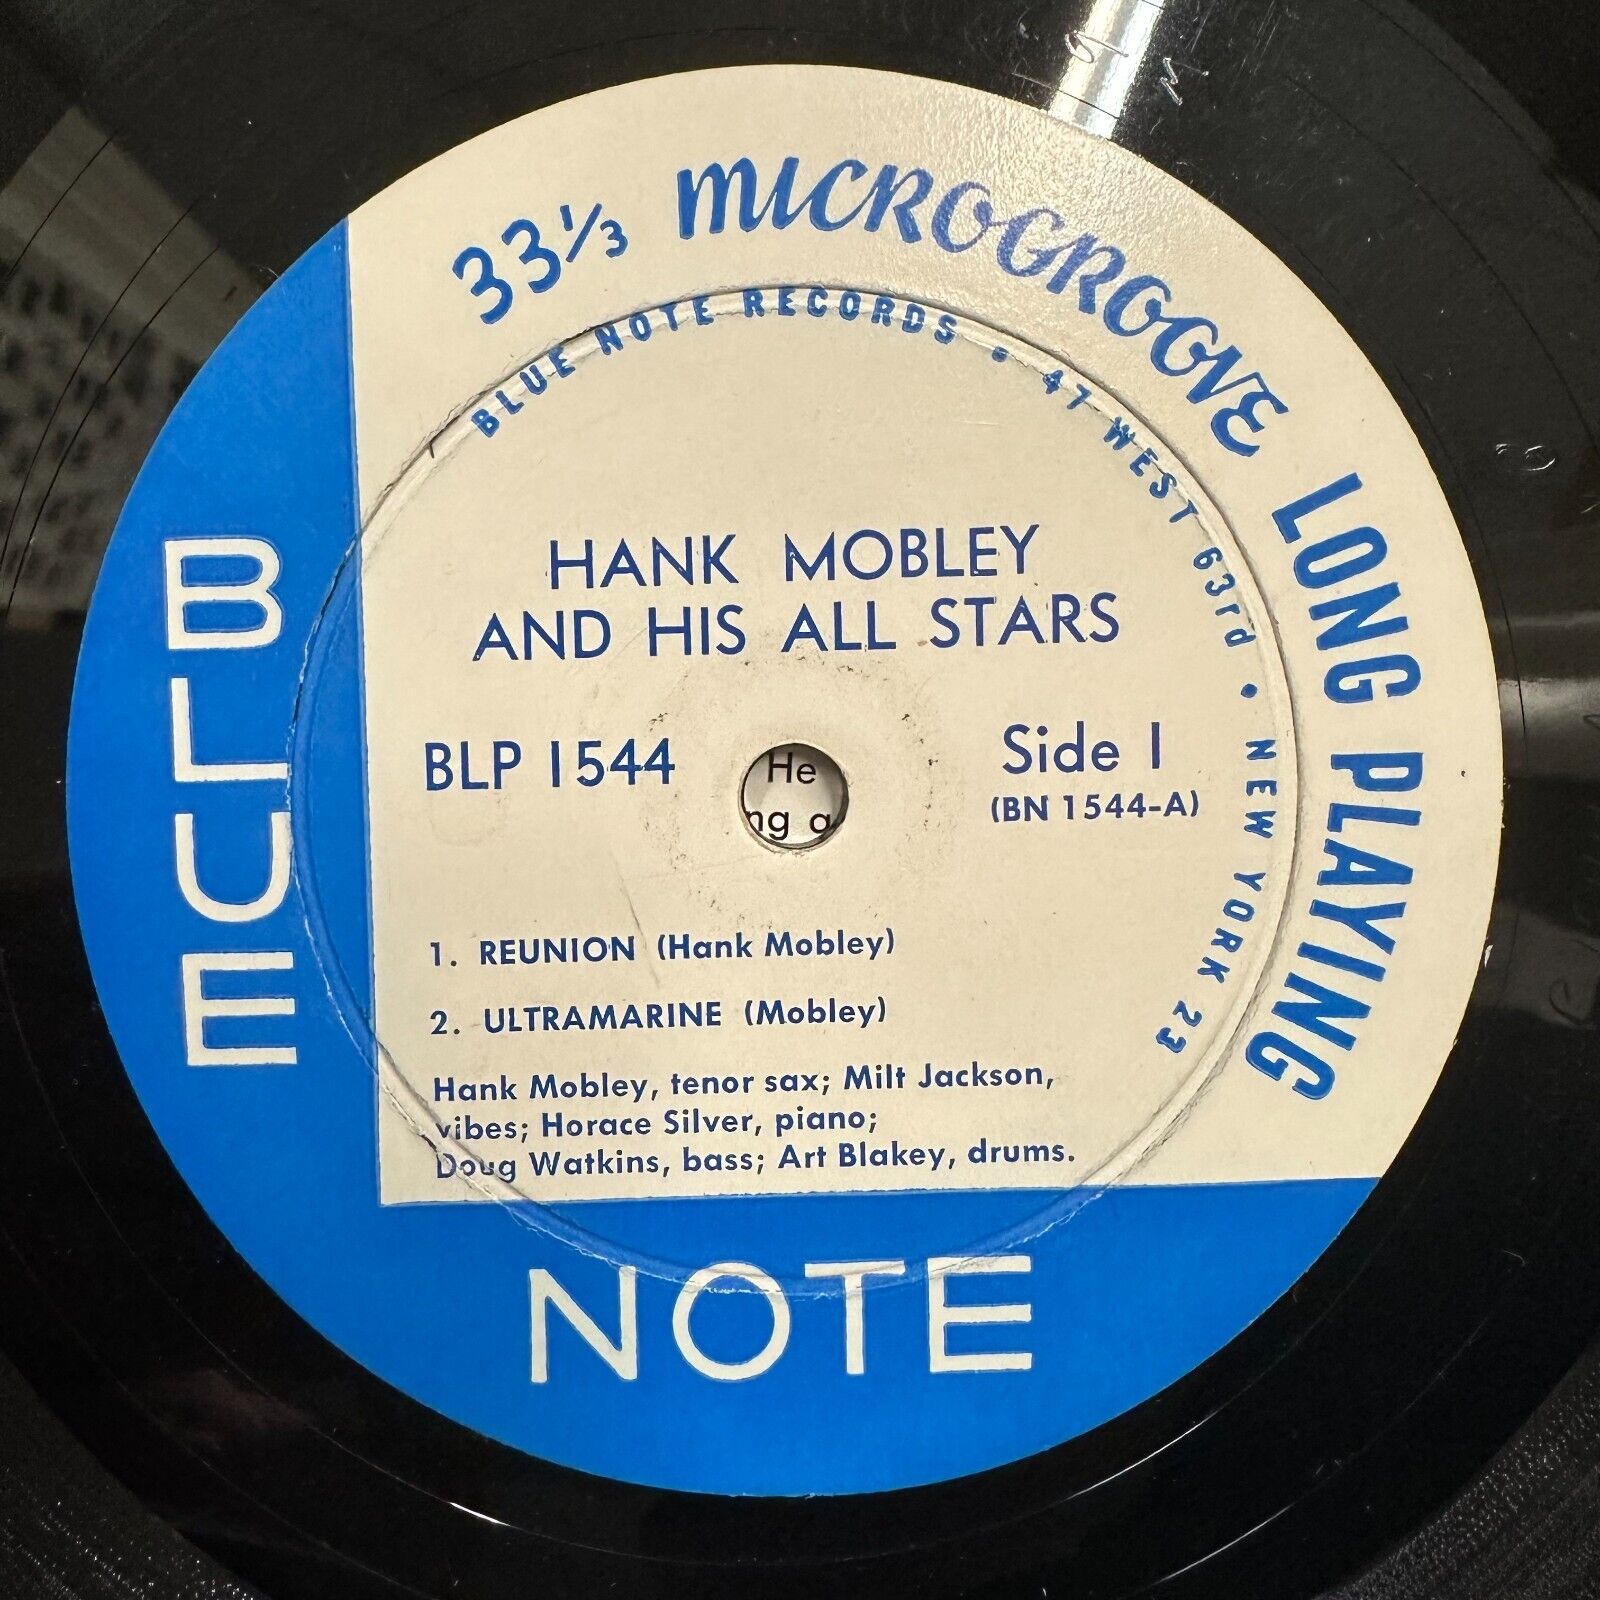 33⅓ MICROGROOVE LONG PLAYING
BLUE NOTE RECORDS • 47 WEST 63rd • NEW YORK 23
HANK MOBLEY
AND HIS ALL STARS
BLP 1544
Side 1
(BN 1544-A)
He
ng a
1. REUNION (Hank Mobley)
2. ULTRAMARINE (Mobley)
Hank Mobley, tenor sax; Milt Jackson,
vibes; Horace Silver, piano;
Doug Watkins, bass; Art Blakey, drums.
BLUE
NOTE